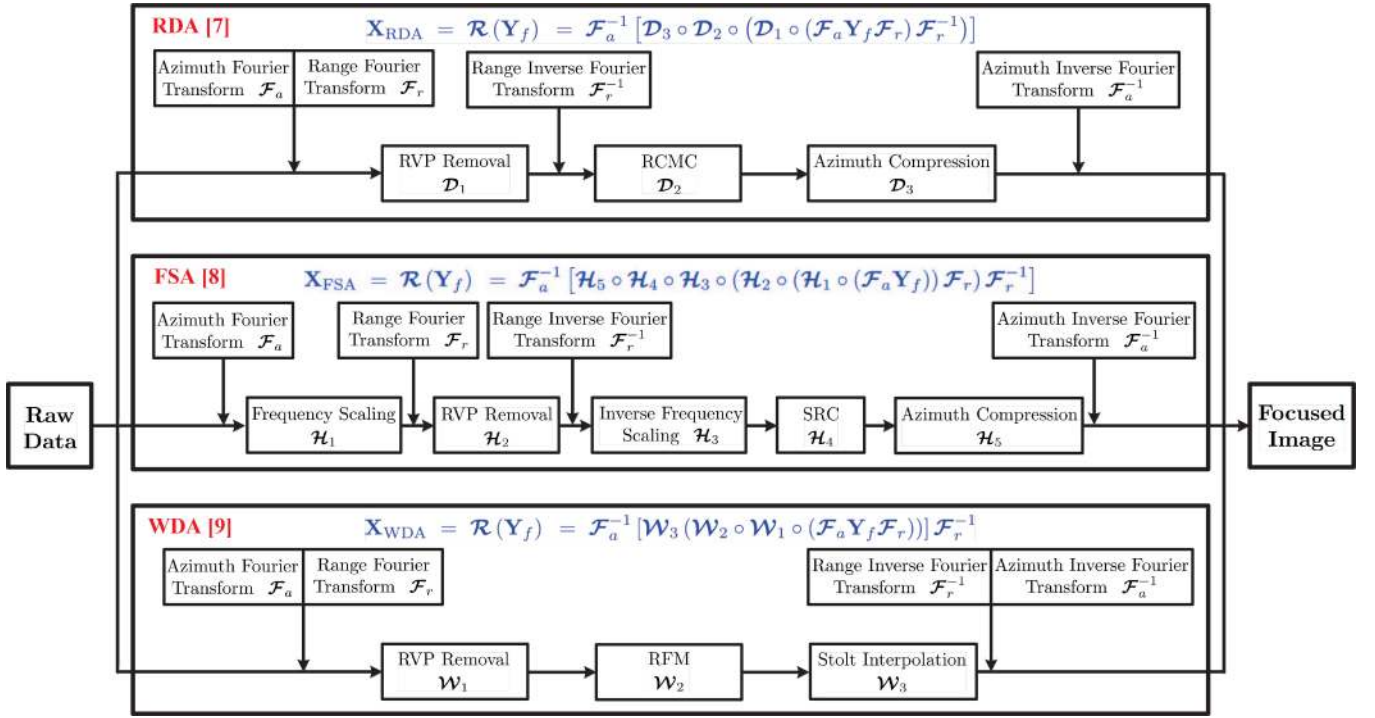 RDA [7]
X_RDA = R (Y_f) = F_a^{-1} [D_3 ∘ D_2 ∘ (D_1 ∘ (F_a Y_f F_r) F_r^{-1})]
Azimuth Fourier
Transform F_a
Range Fourier
Transform F_r
Range Inverse Fourier
Transform F_r^{-1}
Azimuth Inverse Fourier
Transform F_a^{-1}
RVP Removal
D_1
RCMC
D_2
Azimuth Compression
D_3
FSA [8]
X_FSA = R (Y_f) = F_a^{-1} [H_5 ∘ H_4 ∘ H_3 ∘ (H_2 ∘ (H_1 ∘ (F_a Y_f)) F_r) F_r^{-1}]
Azimuth Fourier
Transform F_a
Range Fourier
Transform F_r
Range Inverse Fourier
Transform F_r^{-1}
Azimuth Inverse Fourier
Transform F_a^{-1}
Raw
Data
Frequency Scaling
H_1
RVP Removal
H_2
Inverse Frequency
Scaling H_3
SRC
H_4
Azimuth Compression
H_5
Focused
Image
WDA [9]
X_WDA = R (Y_f) = F_a^{-1} [W_3 (W_2 ∘ W_1 ∘ (F_a Y_f F_r))] F_r^{-1}
Azimuth Fourier
Transform F_a
Range Fourier
Transform F_r
Range Inverse Fourier
Transform F_r^{-1}
Azimuth Inverse Fourier
Transform F_a^{-1}
RVP Removal
W_1
RFM
W_2
Stolt Interpolation
W_3